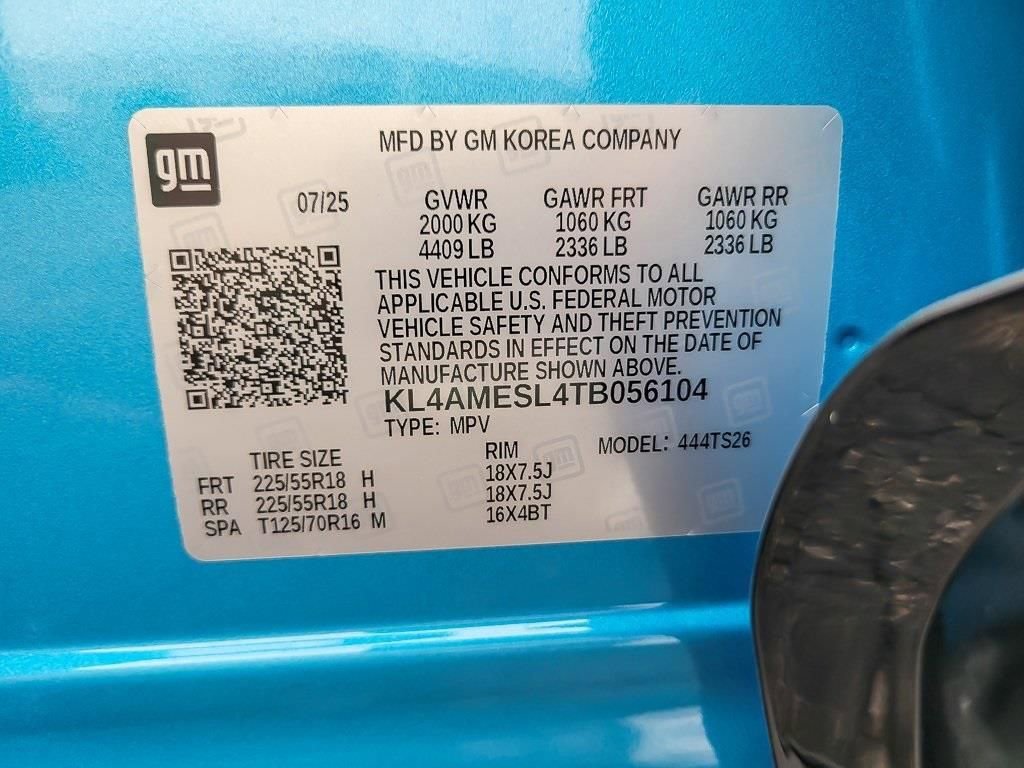 gm
MFD BY GM KOREA COMPANY
07/25 GVWR GAWR FRT GAWR RR
2000 KG 1060 KG 1060 KG
4409 LB 2336 LB 2336 LB
THIS VEHICLE CONFORMS TO ALL
APPLICABLE U.S. FEDERAL MOTOR
VEHICLE SAFETY AND THEFT PREVENTION
STANDARDS IN EFFECT ON THE DATE OF
MANUFACTURE SHOWN ABOVE.
KL4AMESL4TB056104
TYPE: MPV
MODEL: 444TS26
TIRE SIZE RIM
FRT 225/55R18 H 18X7.5J
RR 225/55R18 H 18X7.5J
SPA T125/70R16 M 16X4BT